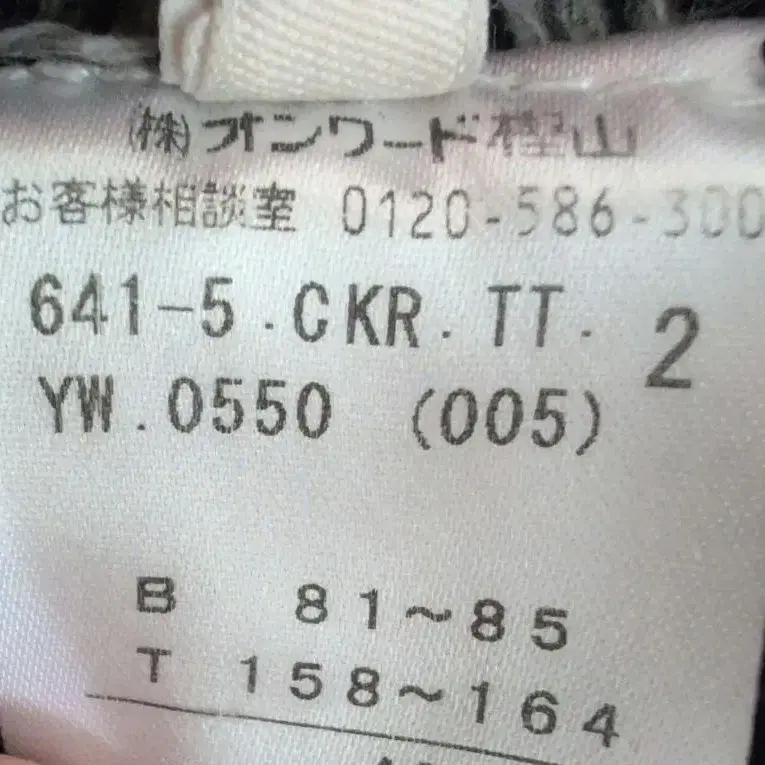 (株)オンワード樫山
お客様相談室 0120-586-300
641-5.CKR.TT. 2
YW.0550 (005)
B 81~85
T 158~164